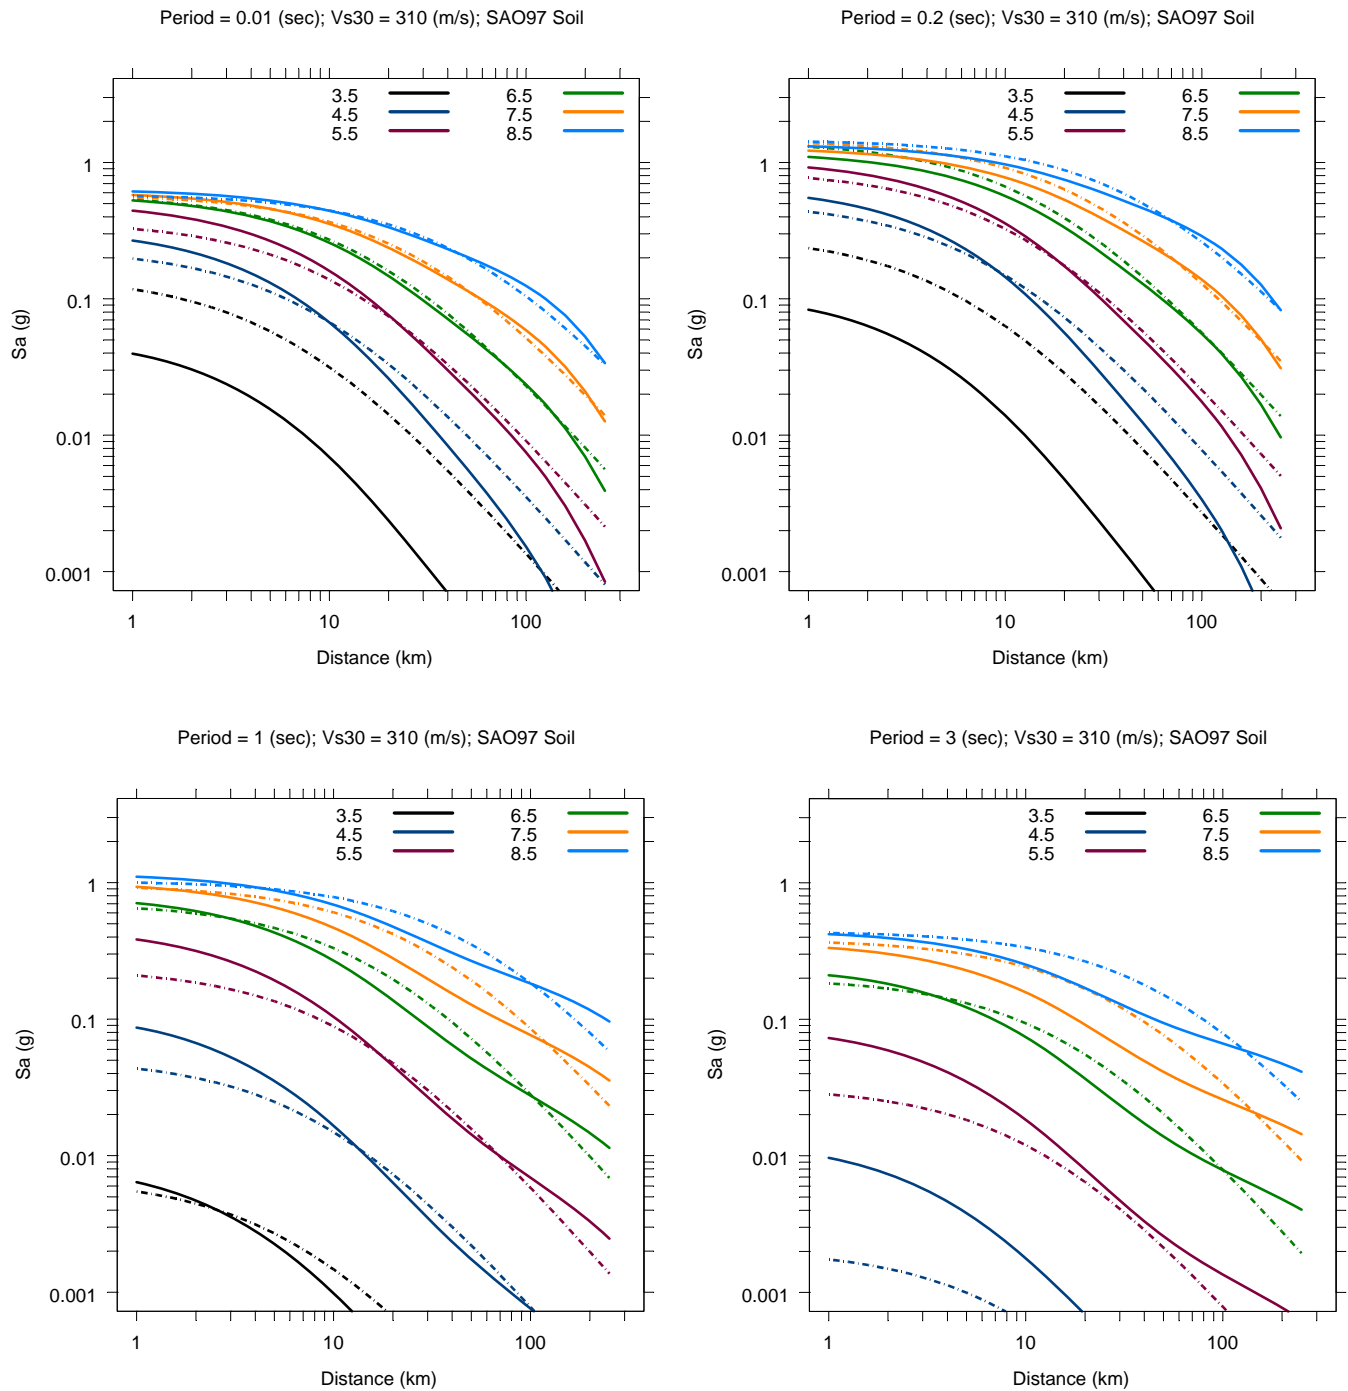 Period = 0.01 (sec); Vs30 = 310 (m/s); SAO97 Soil
3.5 6.5
4.5 7.5
5.5 8.5
1
0.1
0.01
0.001
Sa (g)
1 10 100
Distance (km)
Period = 0.2 (sec); Vs30 = 310 (m/s); SAO97 Soil
3.5 6.5
4.5 7.5
5.5 8.5
1
0.1
0.01
0.001
Sa (g)
1 10 100
Distance (km)
Period = 1 (sec); Vs30 = 310 (m/s); SAO97 Soil
3.5 6.5
4.5 7.5
5.5 8.5
1
0.1
0.01
0.001
Sa (g)
1 10 100
Distance (km)
Period = 3 (sec); Vs30 = 310 (m/s); SAO97 Soil
3.5 6.5
4.5 7.5
5.5 8.5
1
0.1
0.01
0.001
Sa (g)
1 10 100
Distance (km)